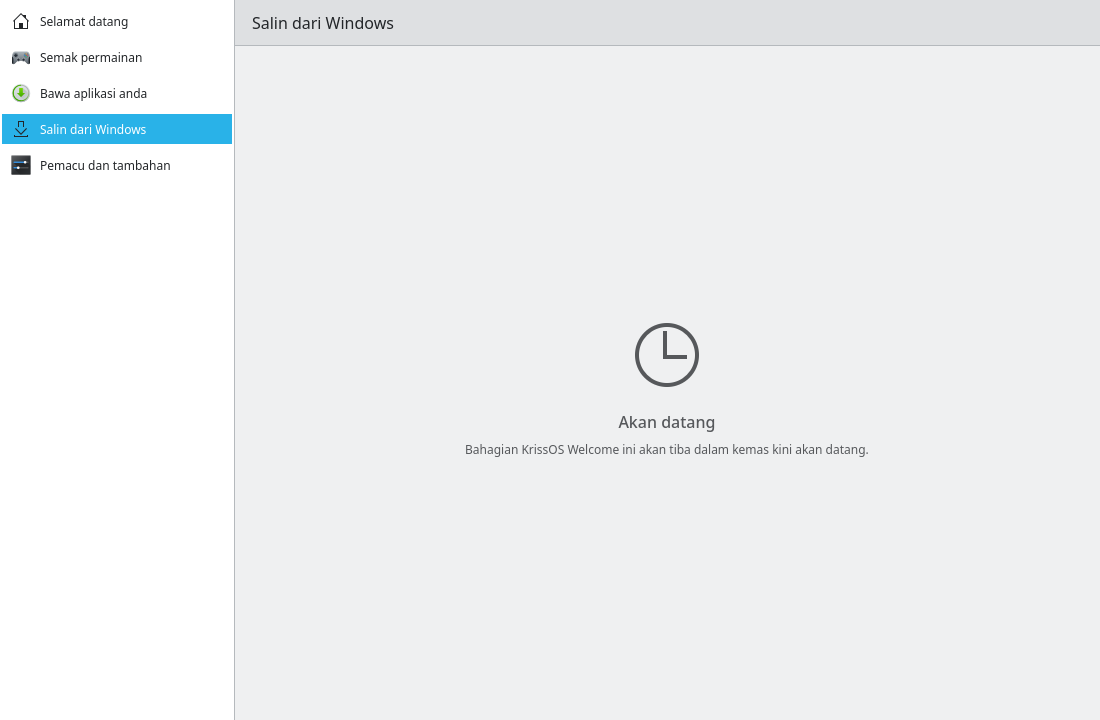 Selamat datang
Semak permainan
Bawa aplikasi anda
Salin dari Windows
Pemacu dan tambahan
Salin dari Windows
Akan datang
Bahagian KrissOS Welcome ini akan tiba dalam kemas kini akan datang.